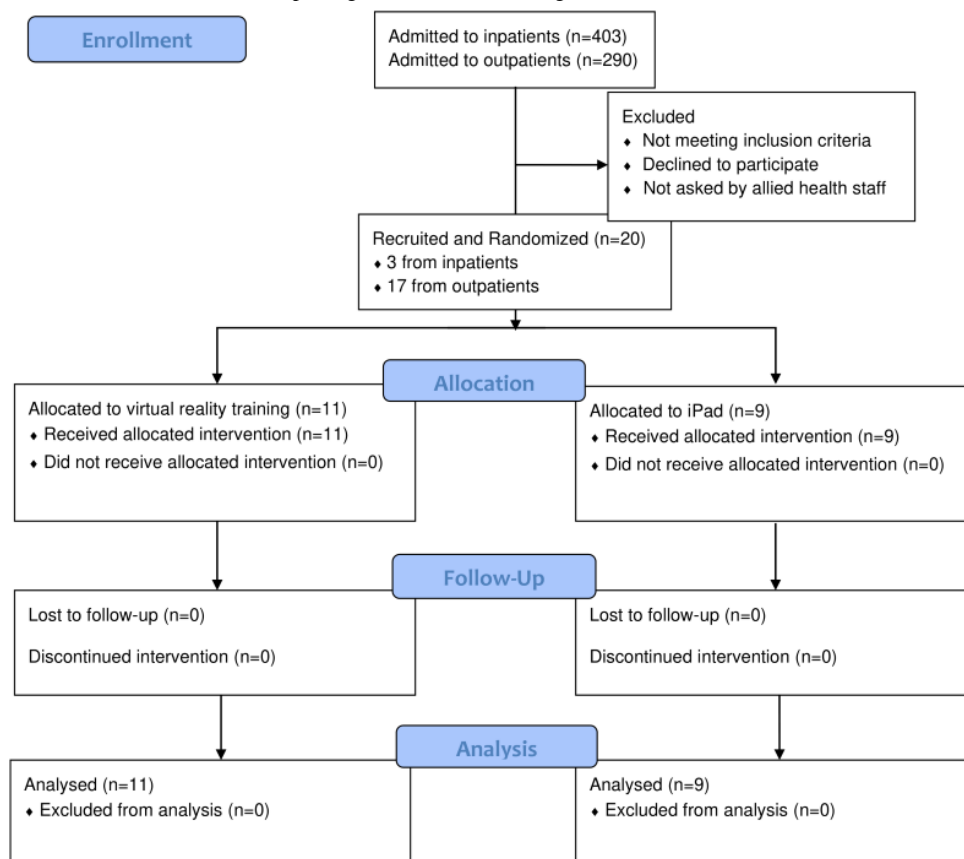 Enrollment
Admitted to inpatients (n=403)
Admitted to outpatients (n=290)
Excluded
♦ Not meeting inclusion criteria
♦ Declined to participate
♦ Not asked by allied health staff
Recruited and Randomized (n=20)
♦ 3 from inpatients
♦ 17 from outpatients
Allocation
Allocated to virtual reality training (n=11)
♦ Received allocated intervention (n=11)
♦ Did not receive allocated intervention (n=0)
Allocated to iPad (n=9)
♦ Received allocated intervention (n=9)
♦ Did not receive allocated intervention (n=0)
Follow-Up
Lost to follow-up (n=0)
Discontinued intervention (n=0)
Lost to follow-up (n=0)
Discontinued intervention (n=0)
Analysis
Analysed (n=11)
♦ Excluded from analysis (n=0)
Analysed (n=9)
♦ Excluded from analysis (n=0)